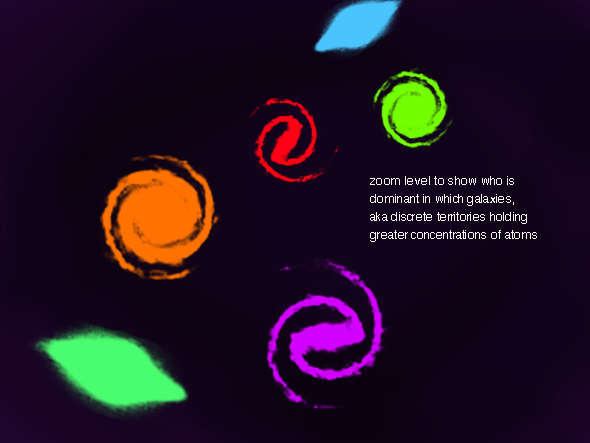 zoom level to show who is
dominant in which galaxies,
aka discrete territories holding
greater concentrations of atoms